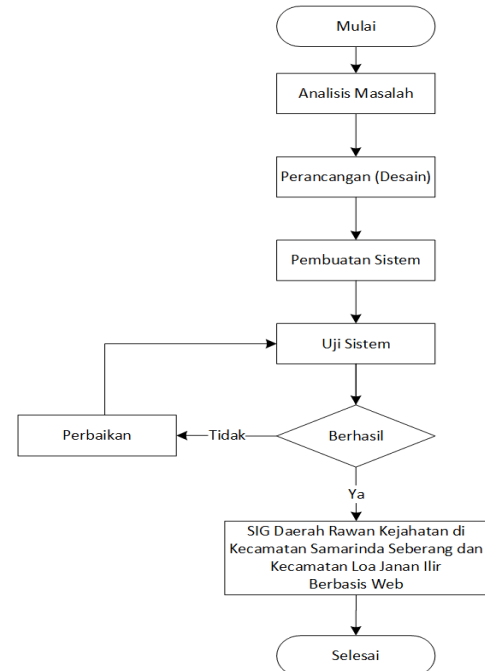 Mulai
Analisis Masalah
Perancangan (Desain)
Pembuatan Sistem
Uji Sistem
Perbaikan
Tidak
Berhasil
Ya
SIG Daerah Rawan Kejahatan di
Kecamatan Samarinda Seberang dan
Kecamatan Loa Janan Ilir
Berbasis Web
Selesai